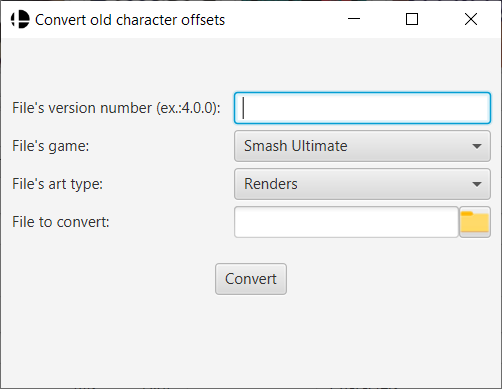 Convert old character offsets
File's version number (ex.:4.0.0):
File's game: Smash Ultimate
File's art type: Renders
File to convert:
Convert